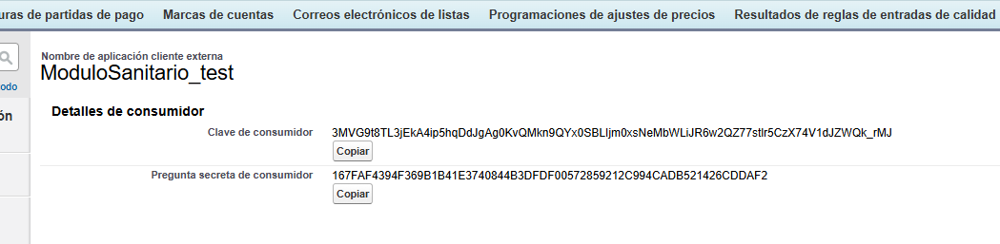 uras de partidas de pago Marcas de cuentas Correos electrónicos de listas Programaciones de ajustes de precios Resultados de reglas de entradas de calidad
Nombre de aplicación cliente externa
ModuloSanitario_test
odo
Detalles de consumidor
ón
Clave de consumidor 3MVG9t8TL3jEkA4ip5hqDdJgAg0KvQMkn9QYx0SBLljm0xsNeMbWLiJR6w2QZ77stlr5CzX74V1dJZWQk_rMJ
Copiar
Pregunta secreta de consumidor 167FAF4394F369B1B41E3740844B3DFDF00572859212C994CADB521426CDDAF2
Copiar